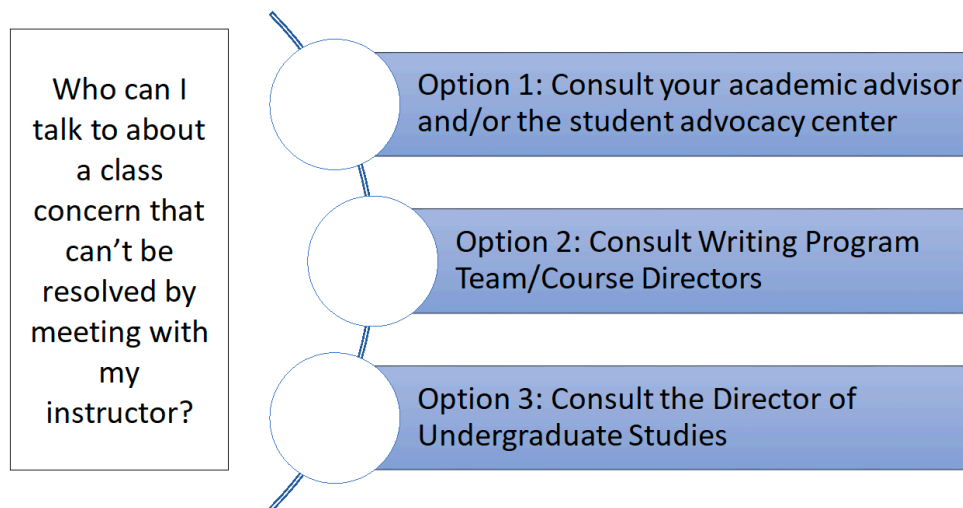 Who can I
talk to about
a class
concern that
can’t be
resolved by
meeting with
my
instructor?
Option 1: Consult your academic advisor
and/or the student advocacy center
Option 2: Consult Writing Program
Team/Course Directors
Option 3: Consult the Director of
Undergraduate Studies